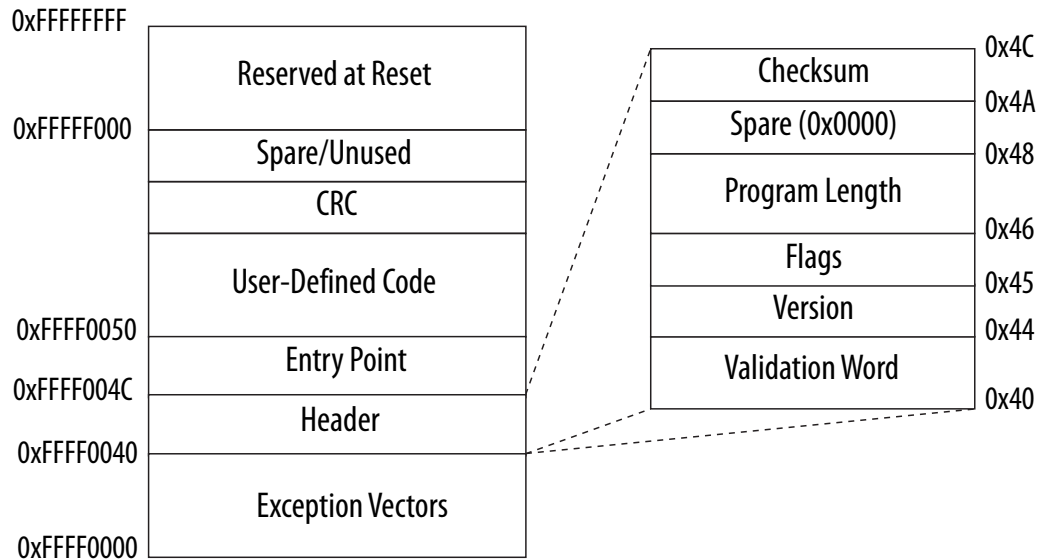 0xFFFFFFFF
Reserved at Reset
0xFFFFF000
Spare/Unused
CRC
User-Defined Code
0xFFFF0050
Entry Point
0xFFFF004C
Header
0xFFFF0040
Exception Vectors
0xFFFF0000
0x4C
Checksum
0x4A
Spare (0x0000)
0x48
Program Length
0x46
Flags
0x45
Version
0x44
Validation Word
0x40